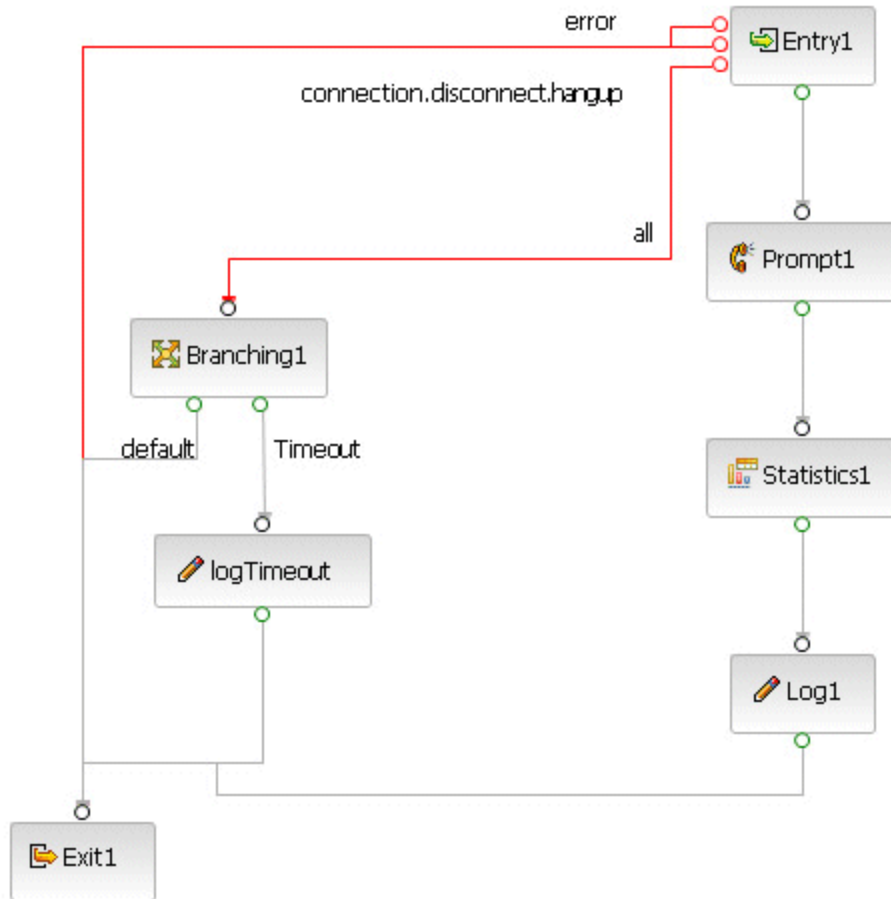 error
Entry1
connection.disconnect.hangup
all
Prompt1
Branching1
default
Timeout
Statistics1
logTimeout
Log1
Exit1